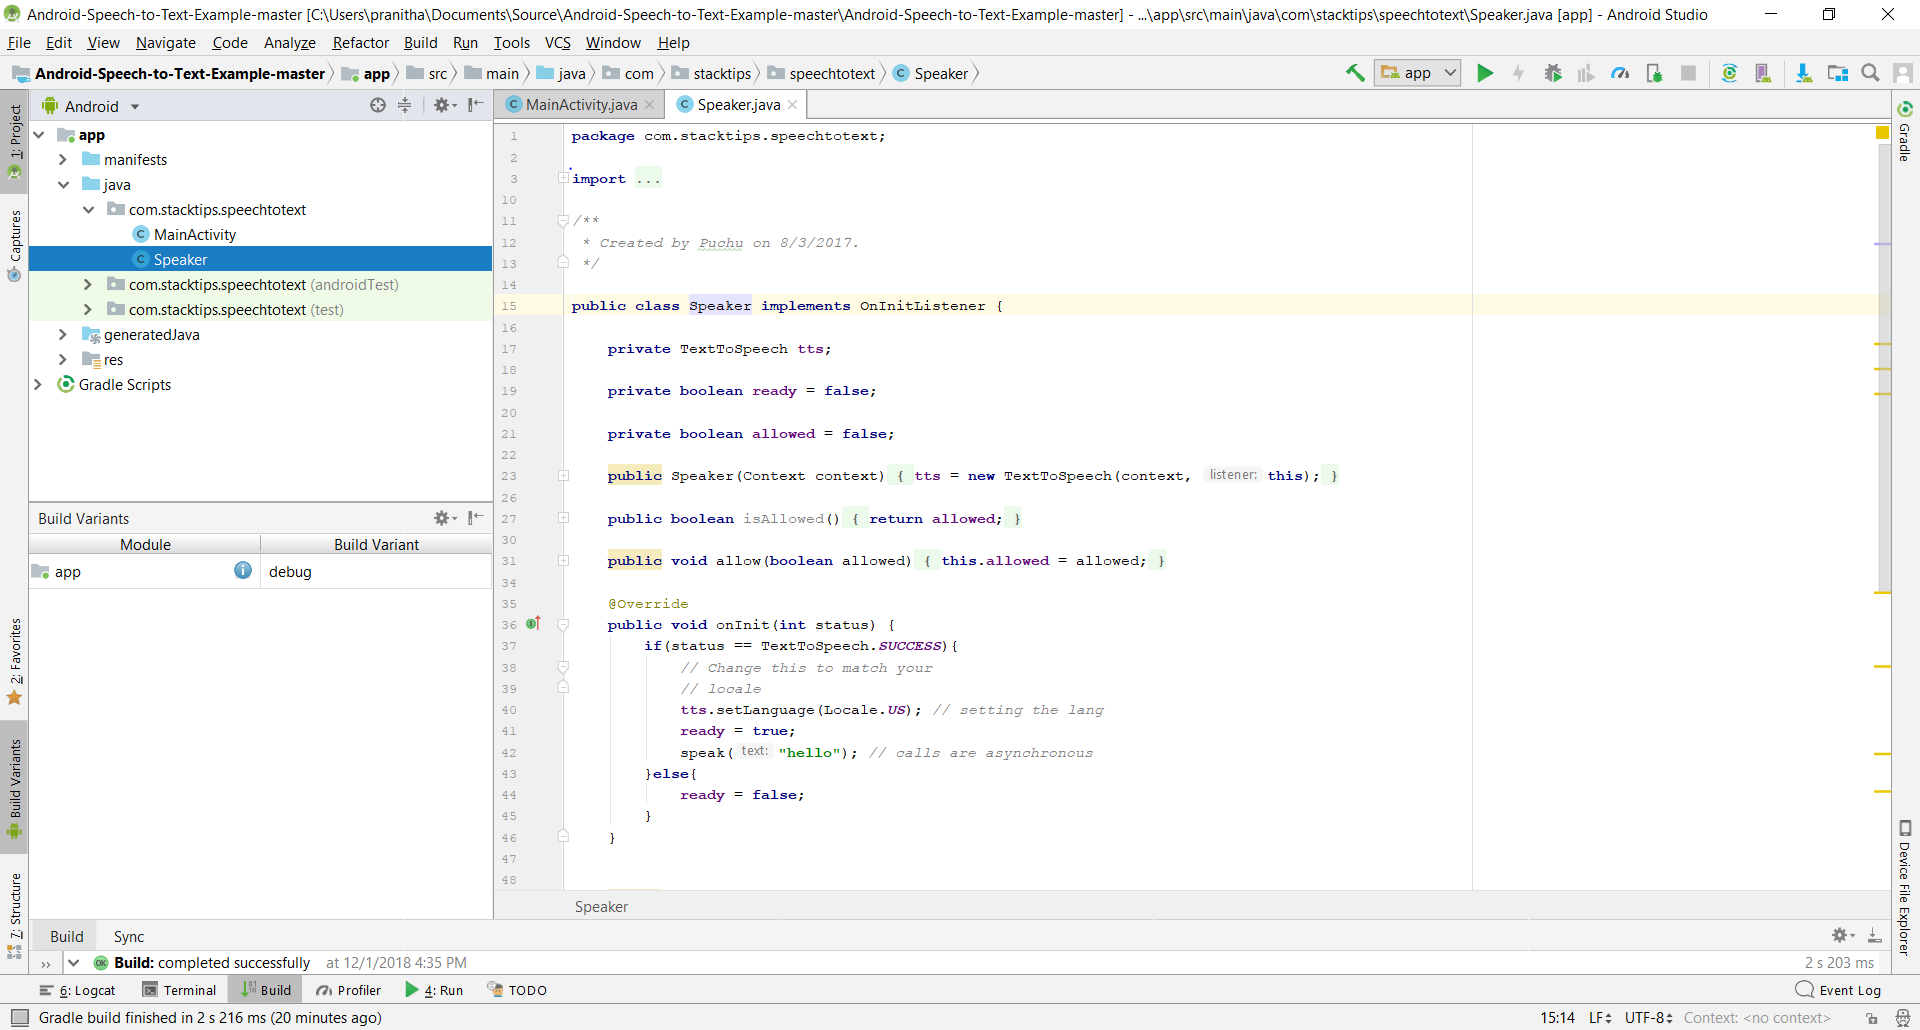 Android-Speech-to-Text-Example-master [C:\Users\pranitha\Documents\Source\Android-Speech-to-Text-Example-master\Android-Speech-to-Text-Example-master] - ...\app\src\main\java\com\stacktips\speechtotext\Speaker.java [app] - Android Studio
File Edit View Navigate Code Analyze Refactor Build Run Tools VCS Window Help
Android-Speech-to-Text-Example-master app src main java com stacktips speechtotext Speaker
app
1: Project
Captures
2: Favorites
Build Variants
7: Structure
Android
app
manifests
java
com.stacktips.speechtotext
MainActivity
Speaker
com.stacktips.speechtotext (androidTest)
com.stacktips.speechtotext (test)
generatedJava
res
Gradle Scripts
Build Variants
Module Build Variant
app debug
MainActivity.java Speaker.java
1 package com.stacktips.speechtotext;
2
3 import ...
10
11 /**
12 * Created by Puchu on 8/3/2017.
13 */
14
15 public class Speaker implements OnInitListener {
16
17 private TextToSpeech tts;
18
19 private boolean ready = false;
20
21 private boolean allowed = false;
22
23 public Speaker(Context context) { tts = new TextToSpeech(context, listener: this); }
26
27 public boolean isAllowed() { return allowed; }
30
31 public void allow(boolean allowed) { this.allowed = allowed; }
34
35 @Override
36 public void onInit(int status) {
37 if(status == TextToSpeech.SUCCESS){
38 // Change this to match your
39 // locale
40 tts.setLanguage(Locale.US); // setting the lang
41 ready = true;
42 speak( text: "hello"); // calls are asynchronous
43 }else{
44 ready = false;
45 }
46 }
47
48
Speaker
Gradle
Device File Explorer
Build Sync
Build: completed successfully at 12/1/2018 4:35 PM 2 s 203 ms
6: Logcat Terminal Build Profiler 4: Run TODO Event Log
Gradle build finished in 2 s 216 ms (20 minutes ago) 15:14 LF UTF-8 Context: <no context>